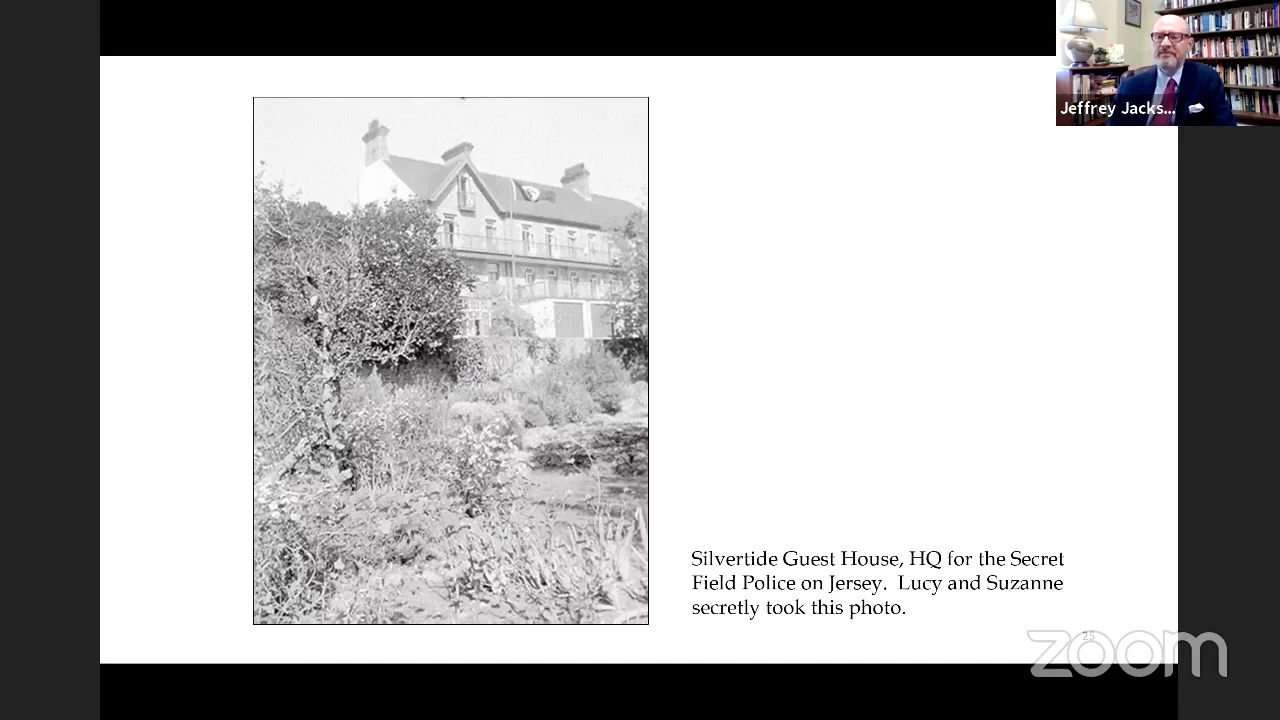 Jeffrey Jacks...
Silvertide Guest House, HQ for the Secret
Field Police on Jersey.  Lucy and Suzanne
secretly took this photo.
25
zoom